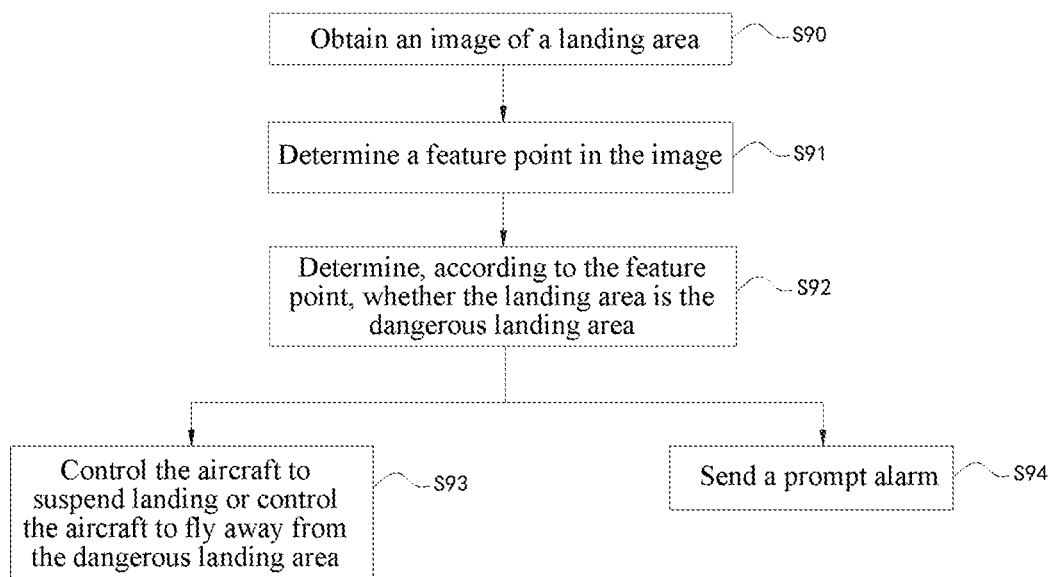 Obtain an image of a landing area
S90
Determine a feature point in the image
S91
Determine, according to the feature
point, whether the landing area is the
dangerous landing area
S92
Control the aircraft to
suspend landing or control
the aircraft to fly away from
the dangerous landing area
S93
Send a prompt alarm
S94